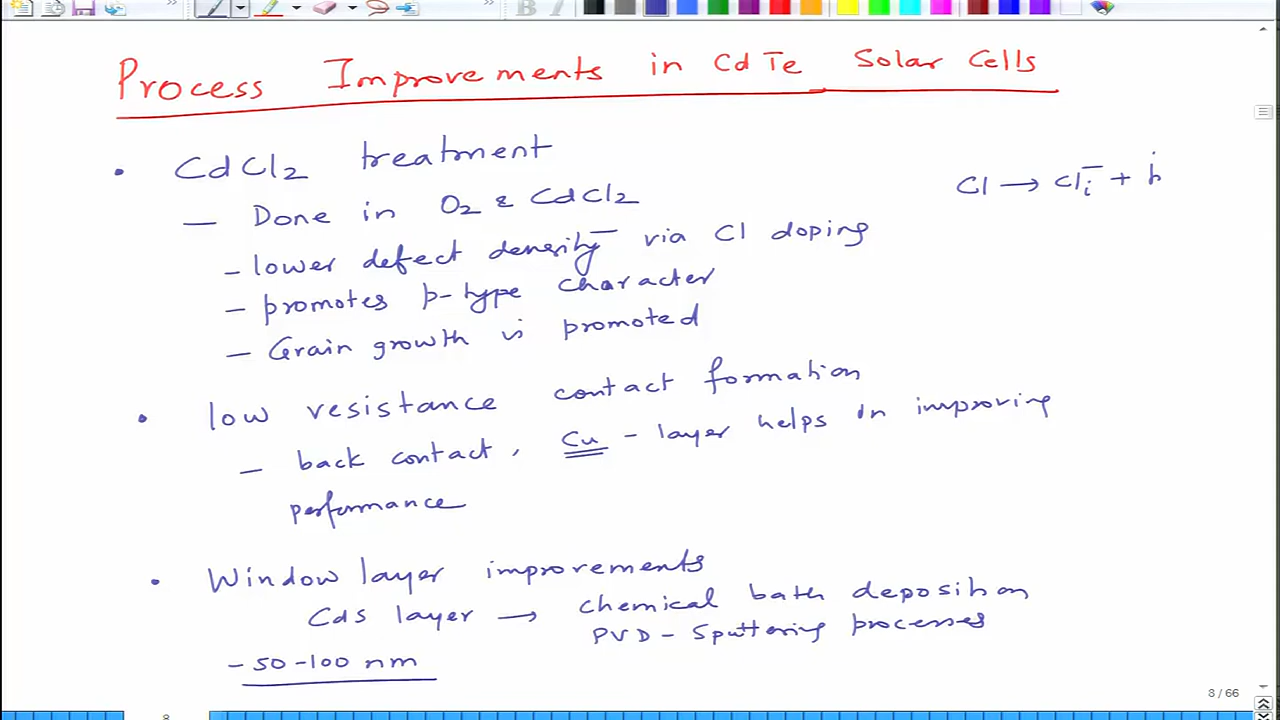 Process Improvements in CdTe Solar Cells
• CdCl2 treatment
Cl → Cli⁻ + ḣ
— Done in O2 & CdCl2
- lower defect density via Cl doping
- promotes p-type character
- Grain growth is promoted
• low resistance contact formation
— back contact, Cu - layer helps in improving
performance
• Window layer improvements
CdS layer → chemical bath deposition
PVD - Sputtering processes
- 50-100 nm
3 / 66
8